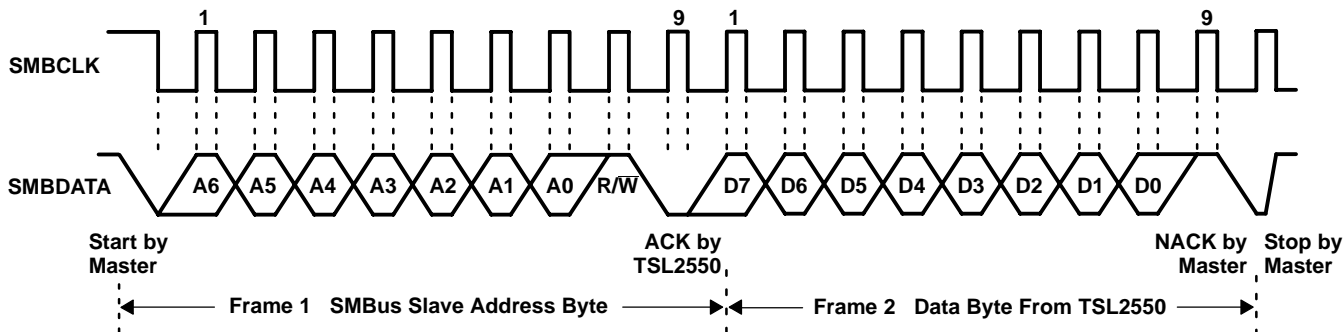 1 9 1 9
SMBCLK
SMBDATA A6 A5 A4 A3 A2 A1 A0 R/W̅ D7 D6 D5 D4 D3 D2 D1 D0
Start by
Master
ACK by
TSL2550
NACK by
Master
Stop by
Master
Frame 1 SMBus Slave Address Byte
Frame 2 Data Byte From TSL2550